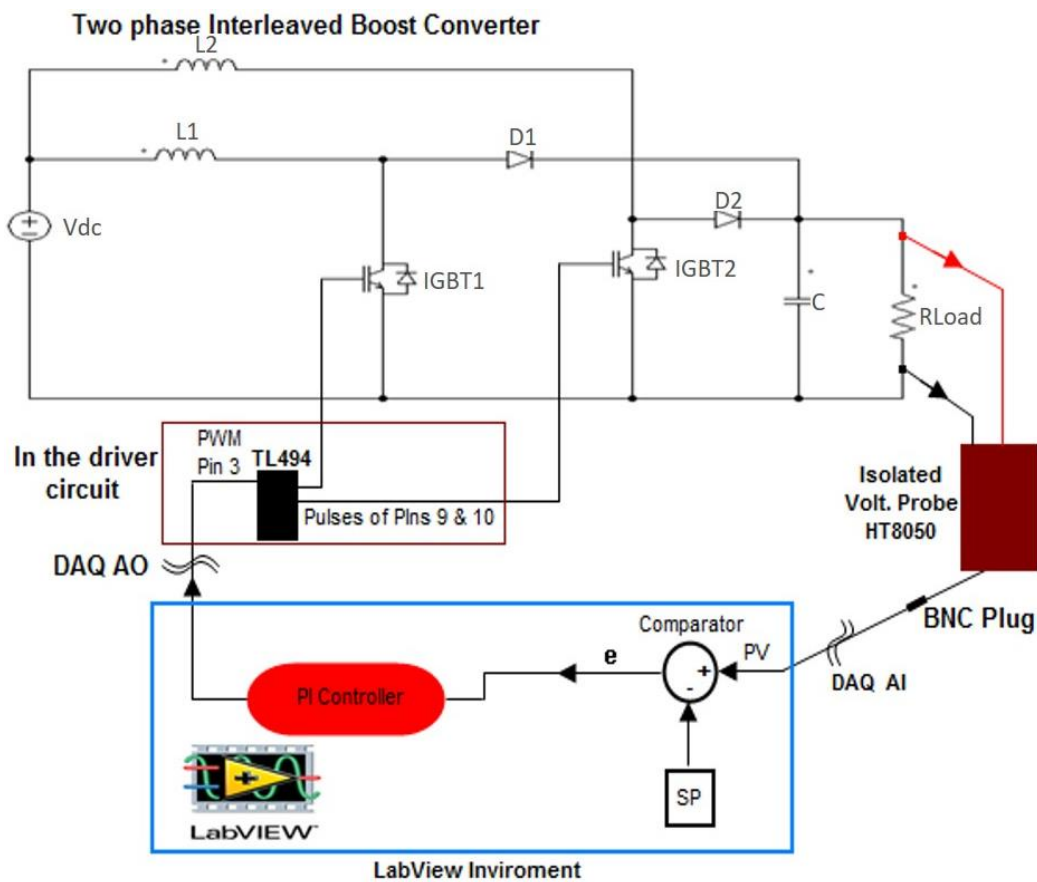 Two phase Interleaved Boost Converter
L2
L1
D1
D2
Vdc
IGBT1
IGBT2
C
RLoad
In the driver
circuit
PWM
Pin 3
TL494
Pulses of PIns 9 & 10
Isolated
Volt. Probe
HT8050
DAQ AO
BNC Plug
Comparator
e
PV
+
-
DAQ AI
PI Controller
SP
LabVIEW™
LabView Inviroment